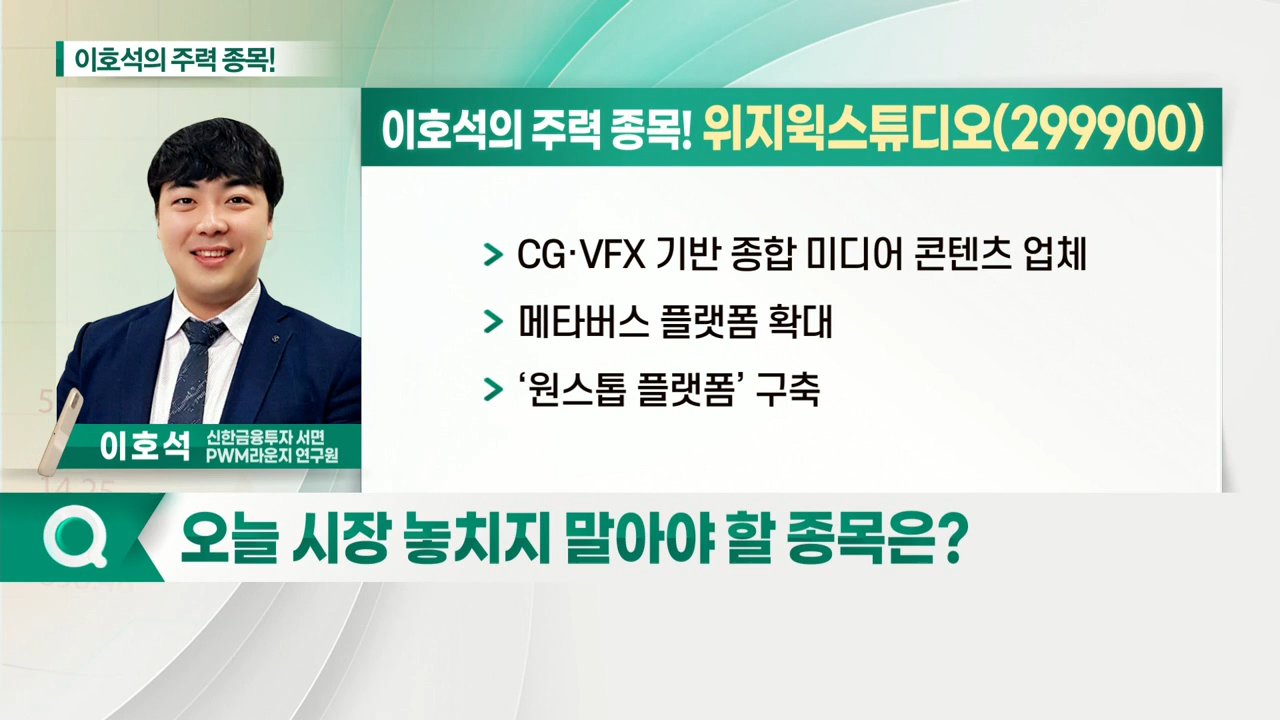 이호석의 주력 종목!
이호석의 주력 종목! 위지윅스튜디오(299900)
> CG·VFX 기반 종합 미디어 콘텐츠 업체
> 메타버스 플랫폼 확대
> ‘원스톱 플랫폼’ 구축
이호석 신한금융투자 서면
PWM라운지 연구원
오늘 시장 놓치지 말아야 할 종목은?